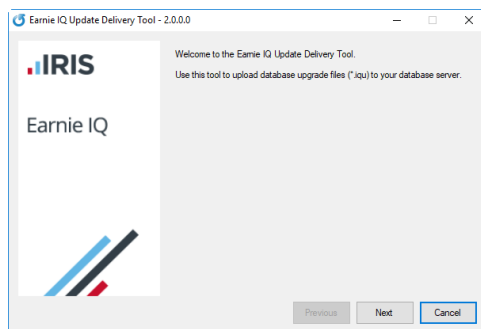 Earnie IQ Update Delivery Tool - 2.0.0.0
IRIS
Earnie IQ
Welcome to the Earnie IQ Update Delivery Tool.
Use this tool to upload database upgrade files (*.iqu) to your database server.
Previous
Next
Cancel